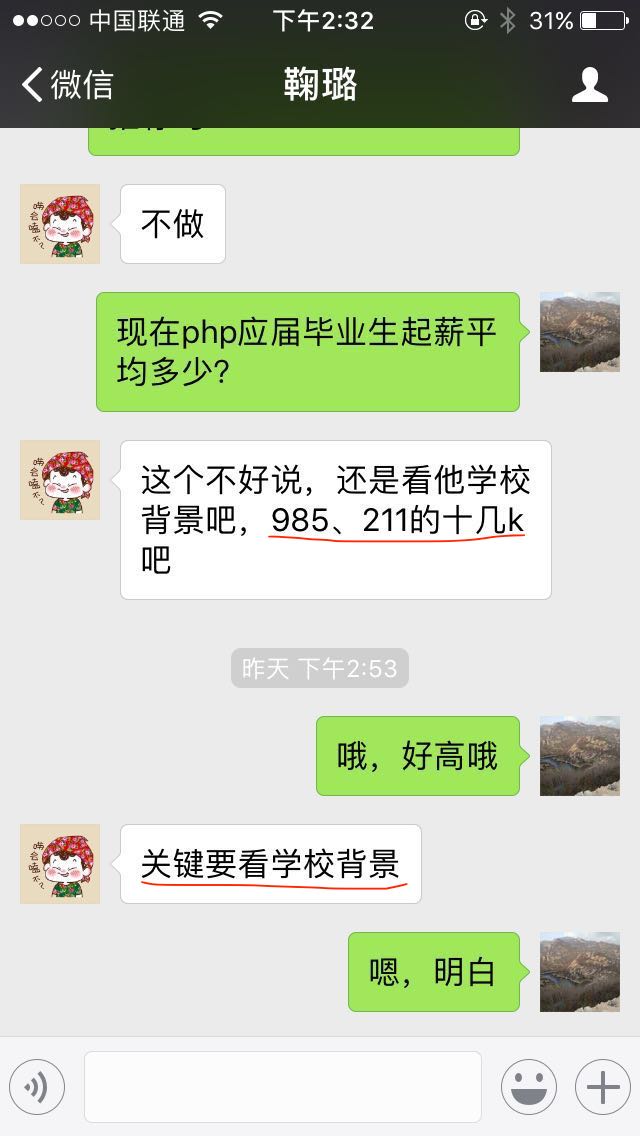 中国联通
下午2:32
31%
微信
鞠璐
不做
现在php应届毕业生起薪平
均多少?
这个不好说，还是看他学校
背景吧，985、211的十几k
吧
昨天 下午2:53
哦，好高哦
关键要看学校背景
嗯，明白